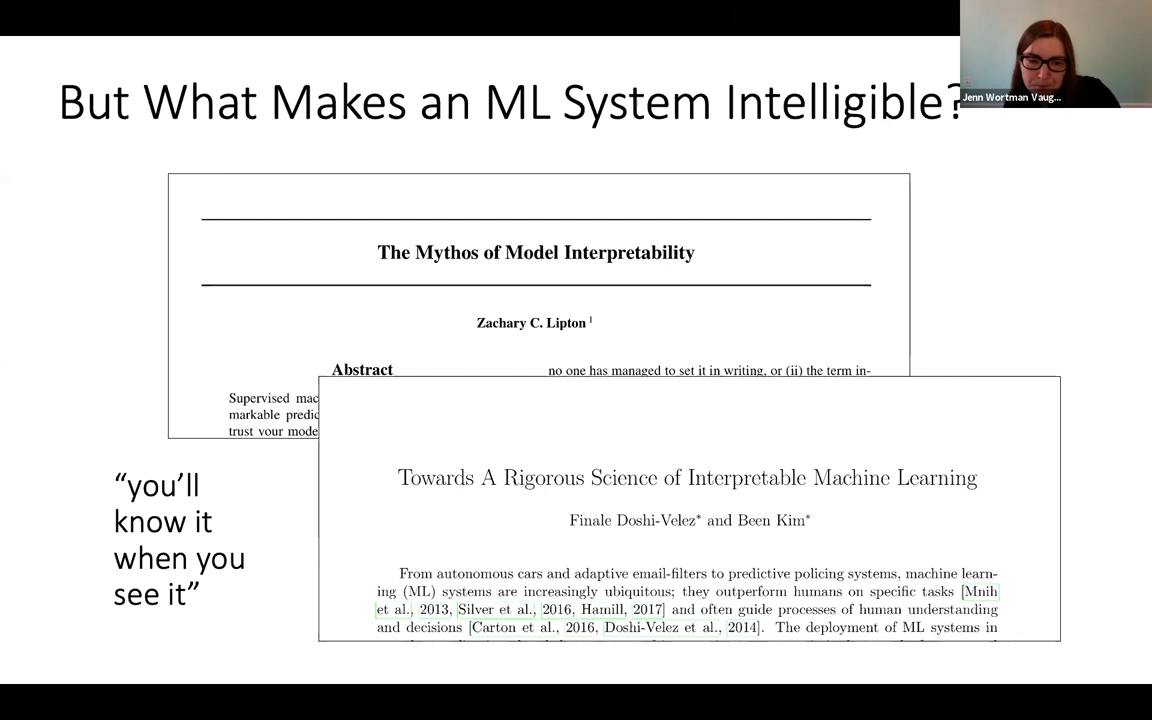 But What Makes an ML System Intelligible?
Jenn Wortman Vaug...
The Mythos of Model Interpretability
Zachary C. Lipton 1
Abstract
no one has managed to set it in writing, or (ii) the term in-
Supervised mac
markable predic
trust your mode
“you’ll
know it
when you
see it”
Towards A Rigorous Science of Interpretable Machine Learning
Finale Doshi-Velez* and Been Kim*
From autonomous cars and adaptive email-filters to predictive policing systems, machine learn-
ing (ML) systems are increasingly ubiquitous; they outperform humans on specific tasks [Mnih
et al., 2013, Silver et al., 2016, Hamill, 2017] and often guide processes of human understanding
and decisions [Carton et al., 2016, Doshi-Velez et al., 2014]. The deployment of ML systems in